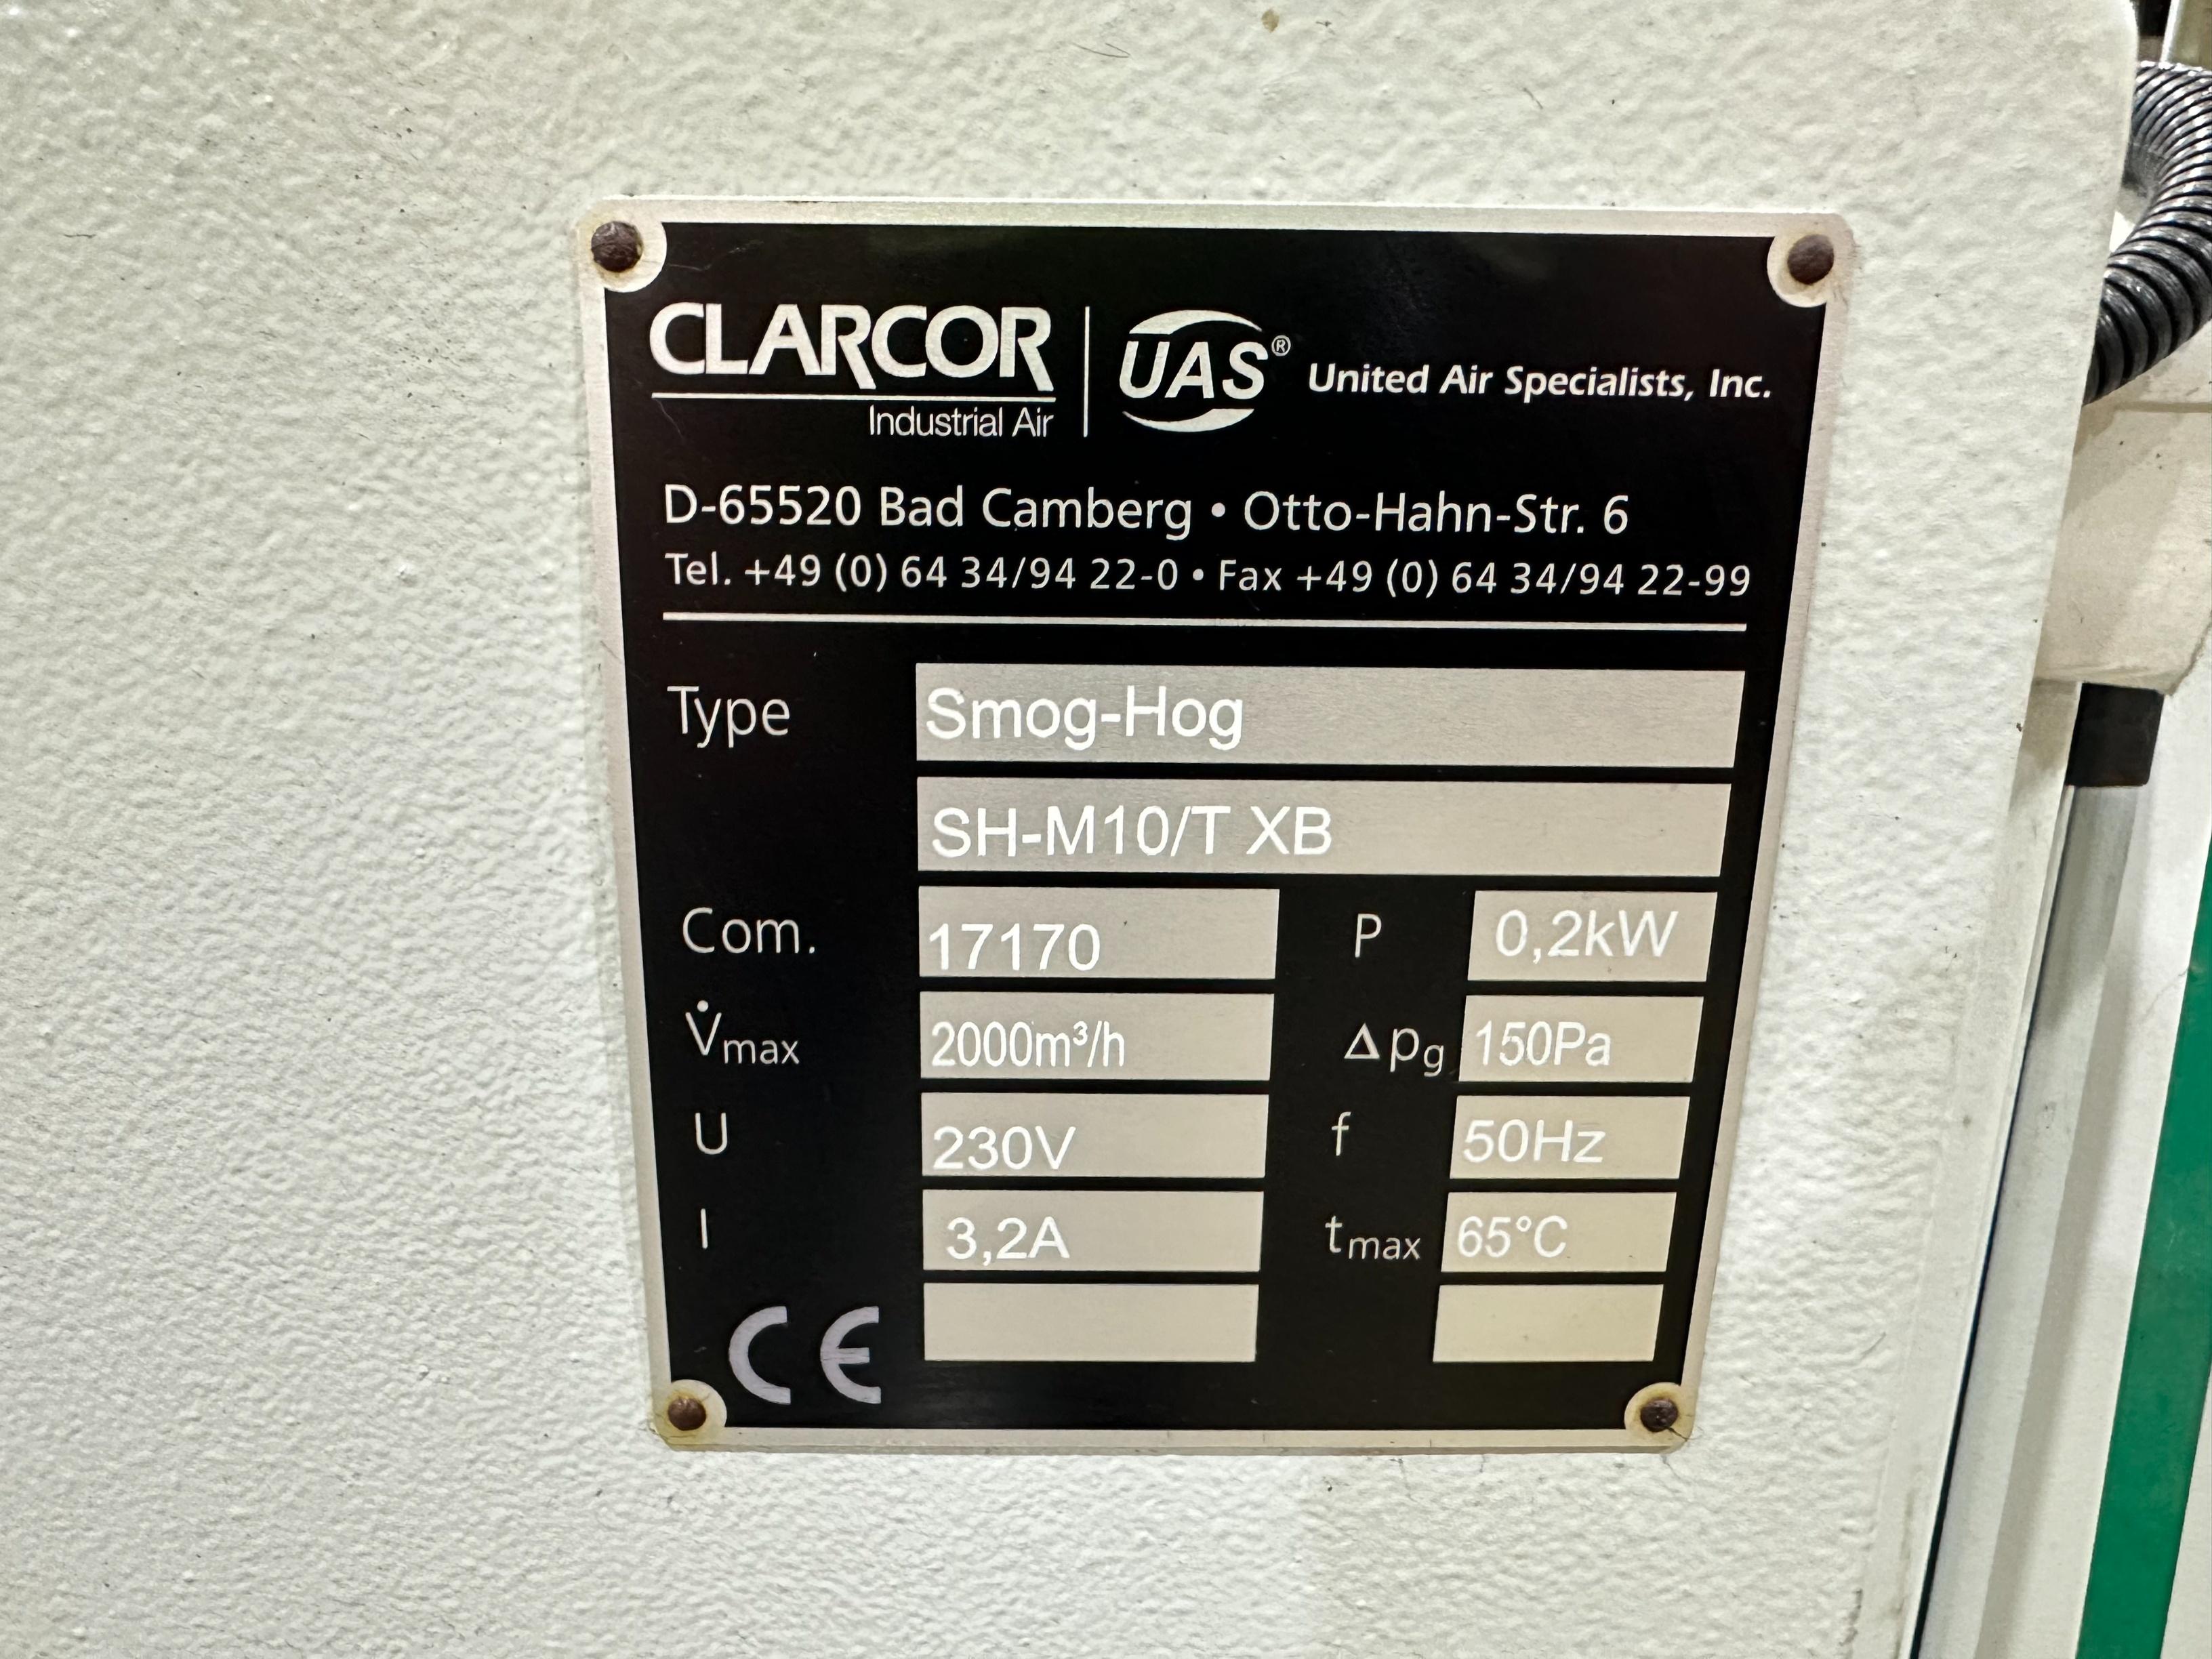 CLARCOR
Industrial Air
UAS® United Air Specialists, Inc.
D-65520 Bad Camberg • Otto-Hahn-Str. 6
Tel. +49 (0) 64 34/94 22-0 • Fax +49 (0) 64 34/94 22-99
Type Smog-Hog
SH-M10/T XB
Com. 17170 P 0,2kW
V̇max 2000m³/h Δpg 150Pa
U 230V f 50Hz
I 3,2A tmax 65°C
CE